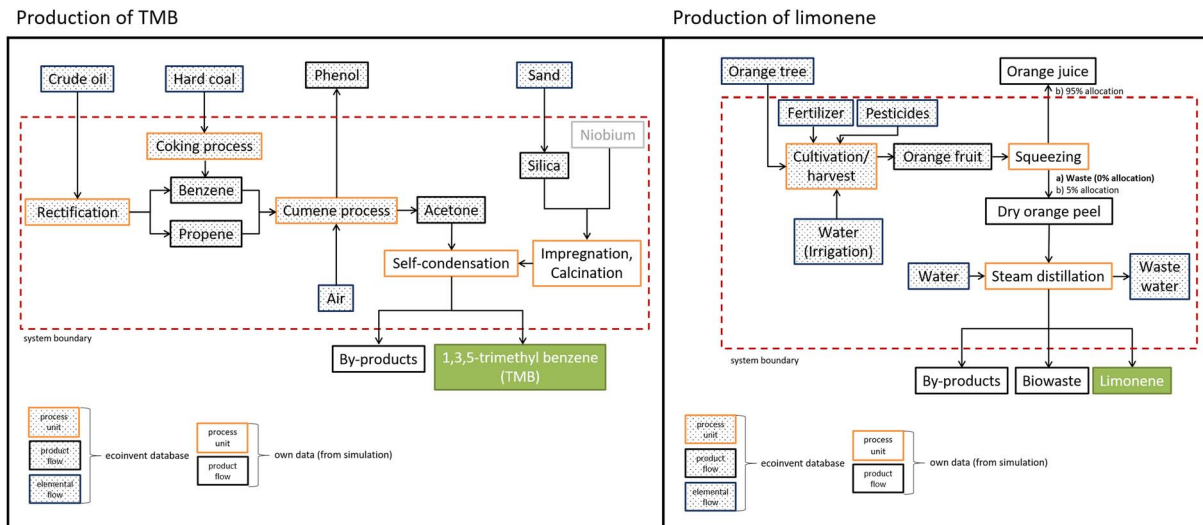 Production of TMB
Crude oil
Hard coal
Phenol
Sand
Niobium
Coking process
Silica
Benzene
Rectification
Cumene process
Acetone
Propene
Self-condensation
Impregnation,
Calcination
Air
system boundary
By-products
1,3,5-trimethyl benzene
(TMB)
process
unit
product
flow
elemental
flow
ecoinvent database
process
unit
product
flow
own data (from simulation)
Production of limonene
Orange tree
Orange juice
b) 95% allocation
Fertilizer
Pesticides
Cultivation/
harvest
Orange fruit
Squeezing
a) Waste (0% allocation)
b) 5% allocation
Dry orange peel
Water
(Irrigation)
Water
Steam distillation
Waste
water
system boundary
By-products
Biowaste
Limonene
process
unit
product
flow
elemental
flow
ecoinvent database
process
unit
product
flow
own data (from simulation)